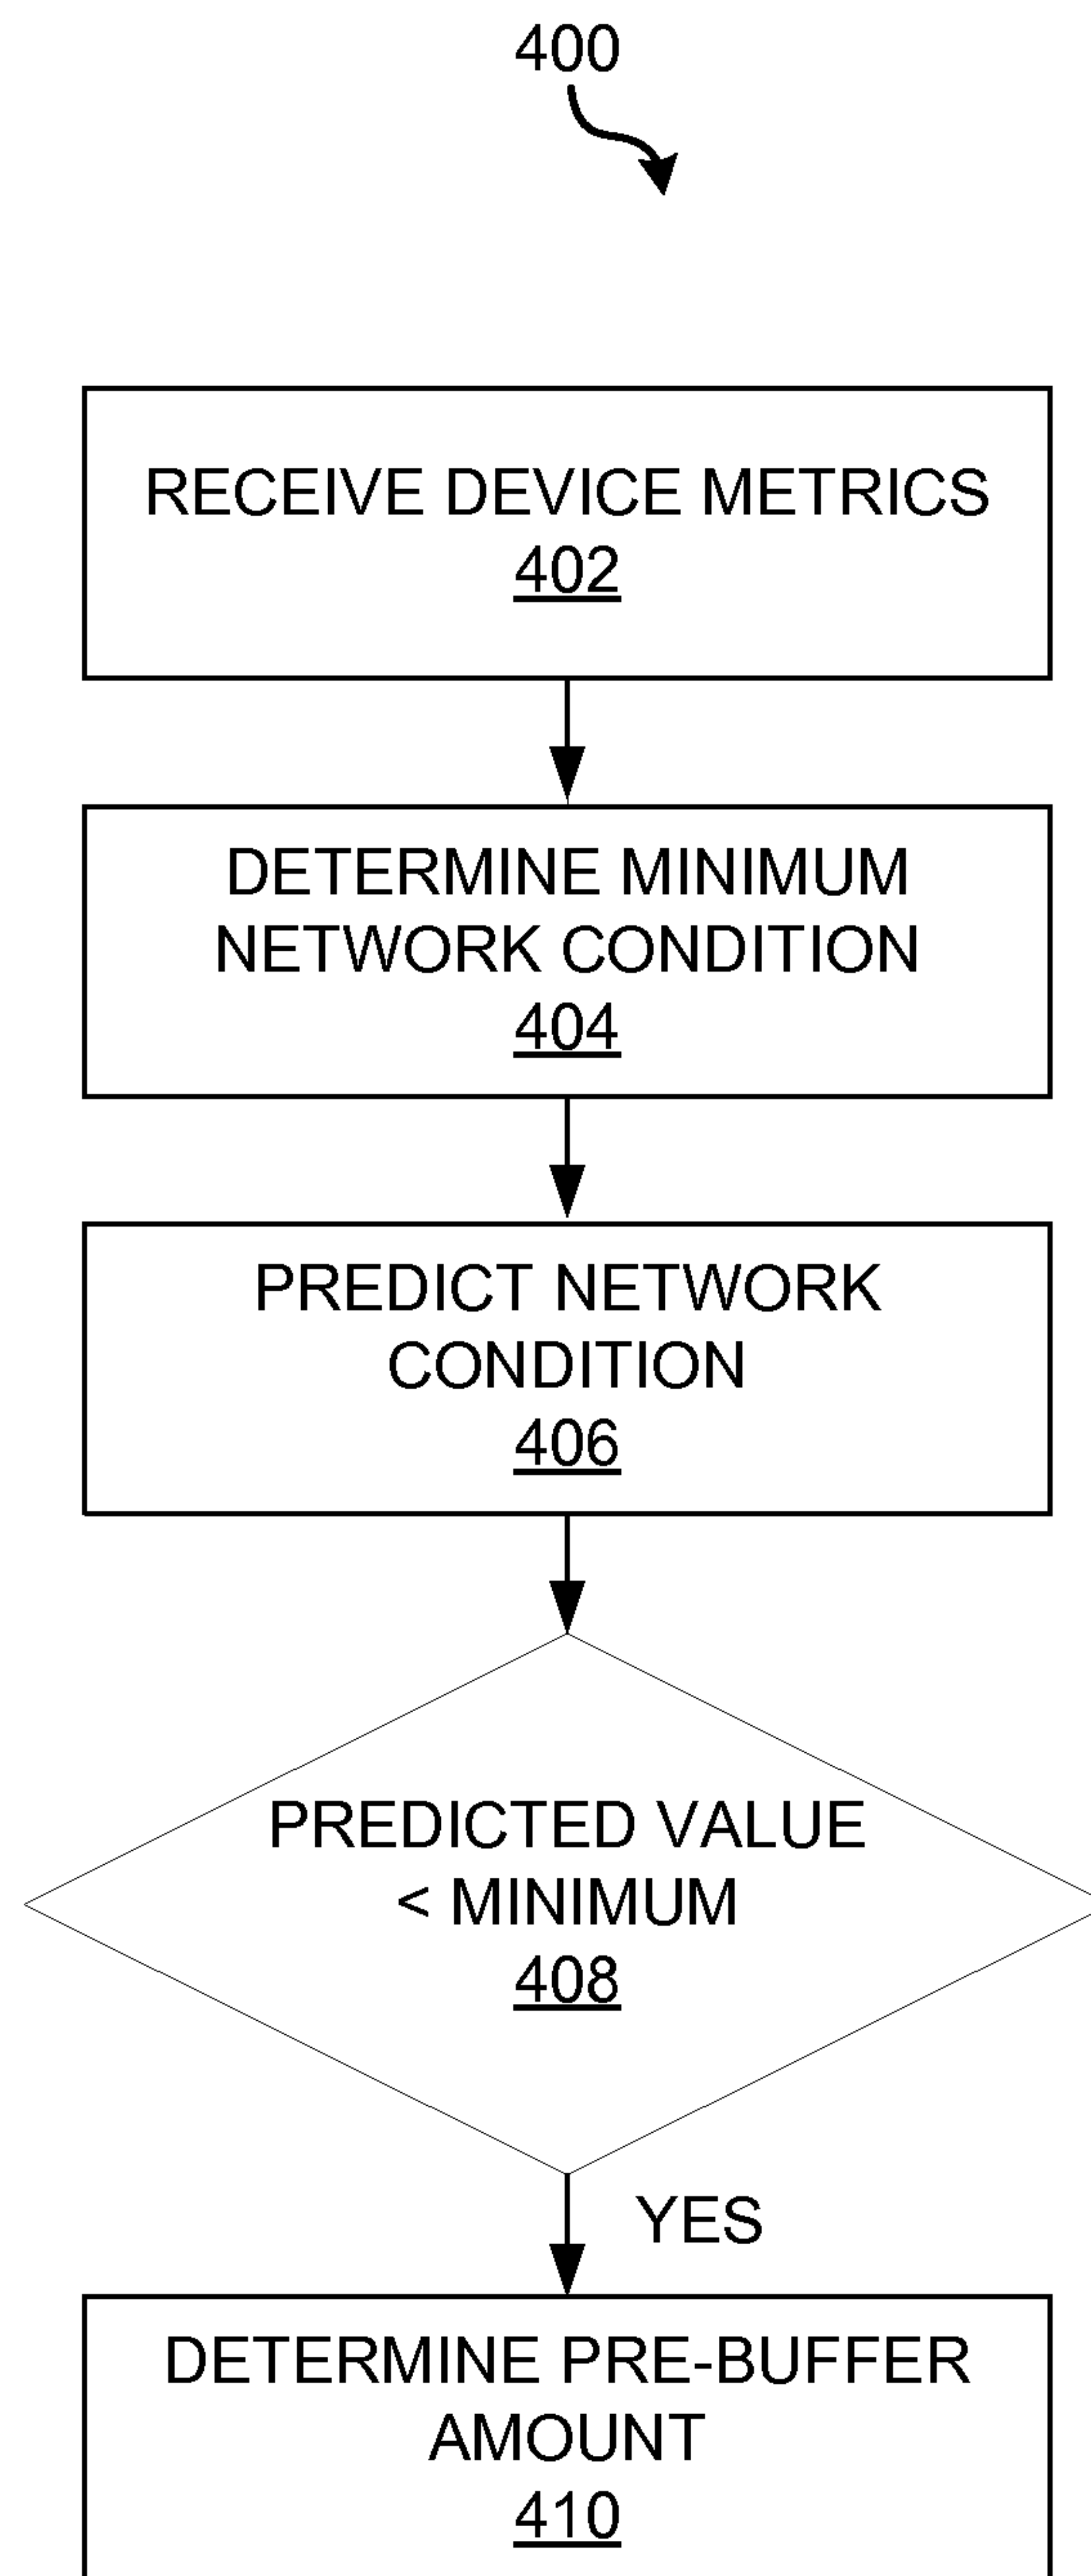 400
RECEIVE DEVICE METRICS
402
DETERMINE MINIMUM
NETWORK CONDITION
404
PREDICT NETWORK
CONDITION
406
PREDICTED VALUE
< MINIMUM
408
YES
DETERMINE PRE-BUFFER
AMOUNT
410